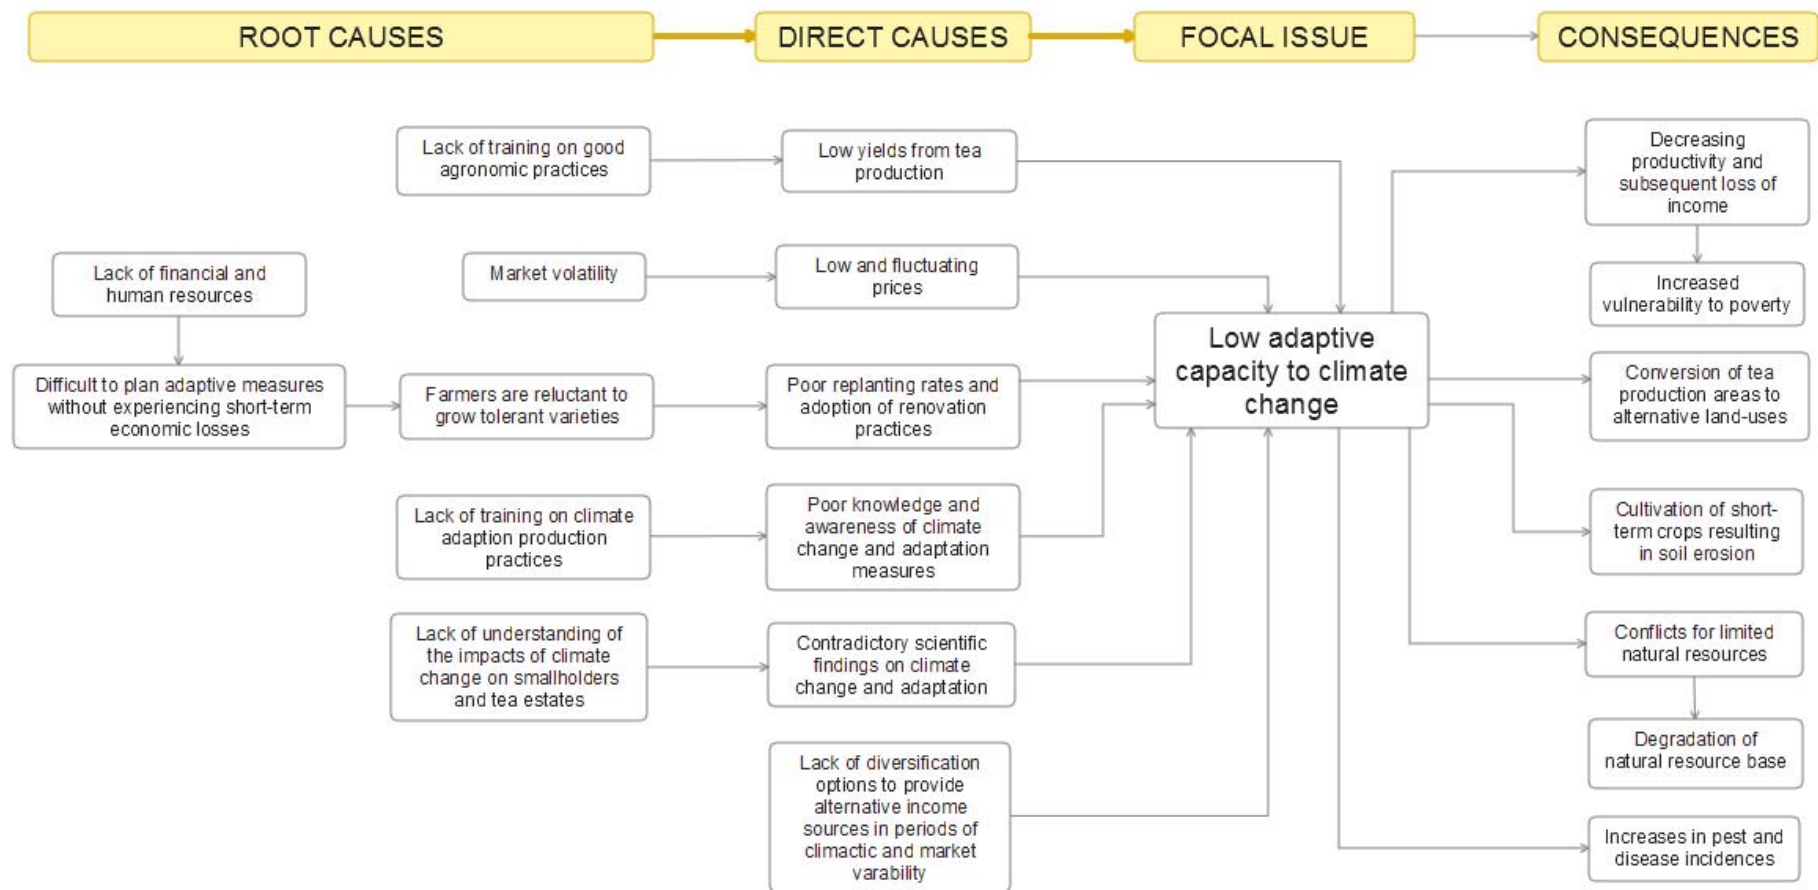 ROOT CAUSES
DIRECT CAUSES
FOCAL ISSUE
CONSEQUENCES
Lack of training on good
agronomic practices
Low yields from tea
production
Decreasing
productivity and
subsequent loss of
income
Lack of financial and
human resources
Market volatility
Low and fluctuating
prices
Increased
vulnerability to poverty
Low adaptive
capacity to climate
change
Difficult to plan adaptive measures
without experiencing short-term
economic losses
Farmers are reluctant to
grow tolerant varieties
Poor replanting rates and
adoption of renovation
practices
Conversion of tea
production areas to
alternative land-uses
Lack of training on climate
adaption production
practices
Poor knowledge and
awareness of climate
change and adaptation
measures
Cultivation of short-
term crops resulting
in soil erosion
Lack of understanding of
the impacts of climate
change on smallholders
and tea estates
Contradictory scientific
findings on climate
change and adaptation
Conflicts for limited
natural resources
Degradation of
natural resource base
Lack of diversification
options to provide
alternative income
sources in periods of
climactic and market
varability
Increases in pest and
disease incidences